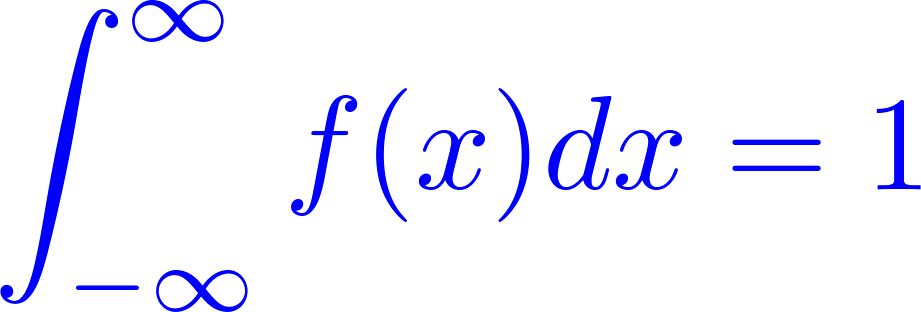 ∫_{-∞}^{∞} f(x)dx = 1